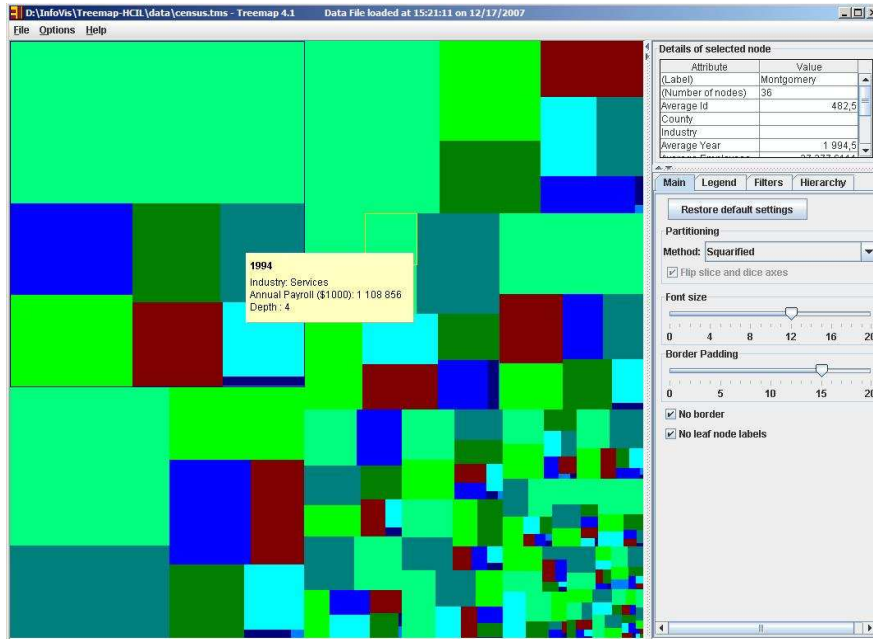 D:\InfoVis\Treemap-HCIL\data\census.tms - Treemap 4.1 Data File loaded at 15:21:11 on 12/17/2007
File Options Help
1994
Industry: Services
Annual Payroll ($1000): 1 108 856
Depth : 4
Details of selected node
Attribute Value
(Label) Montgomery
(Number of nodes) 36
Average Id 482,5
County
Industry
Average Year 1 994,5
Main Legend Filters Hierarchy
Restore default settings
Partitioning
Method: Squarified
Flip slice and dice axes
Font size
0 4 8 12 16 20
Border Padding
0 5 10 15 20
No border
No leaf node labels